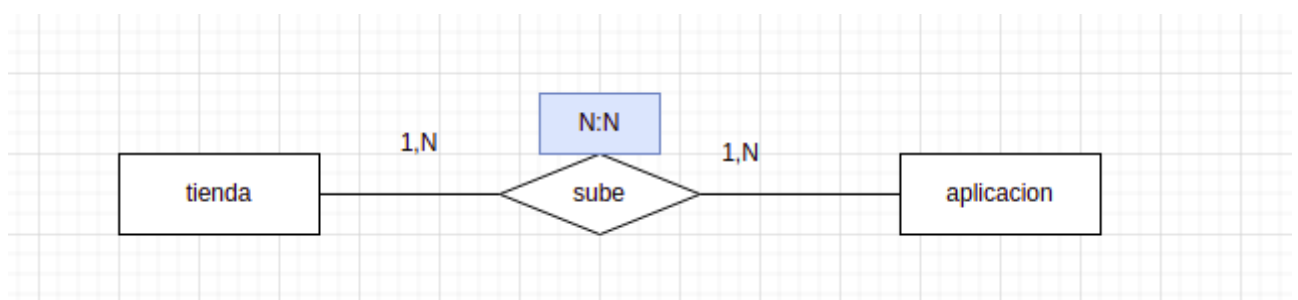 N:N
1,N
1,N
tienda
sube
aplicacion